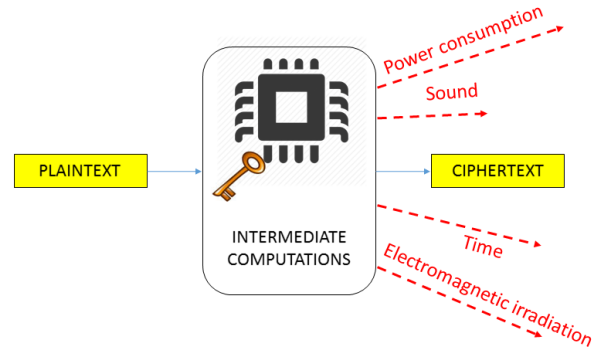 Power consumption
Sound
PLAINTEXT
CIPHERTEXT
INTERMEDIATE
COMPUTATIONS
Time
Electromagnetic irradiation